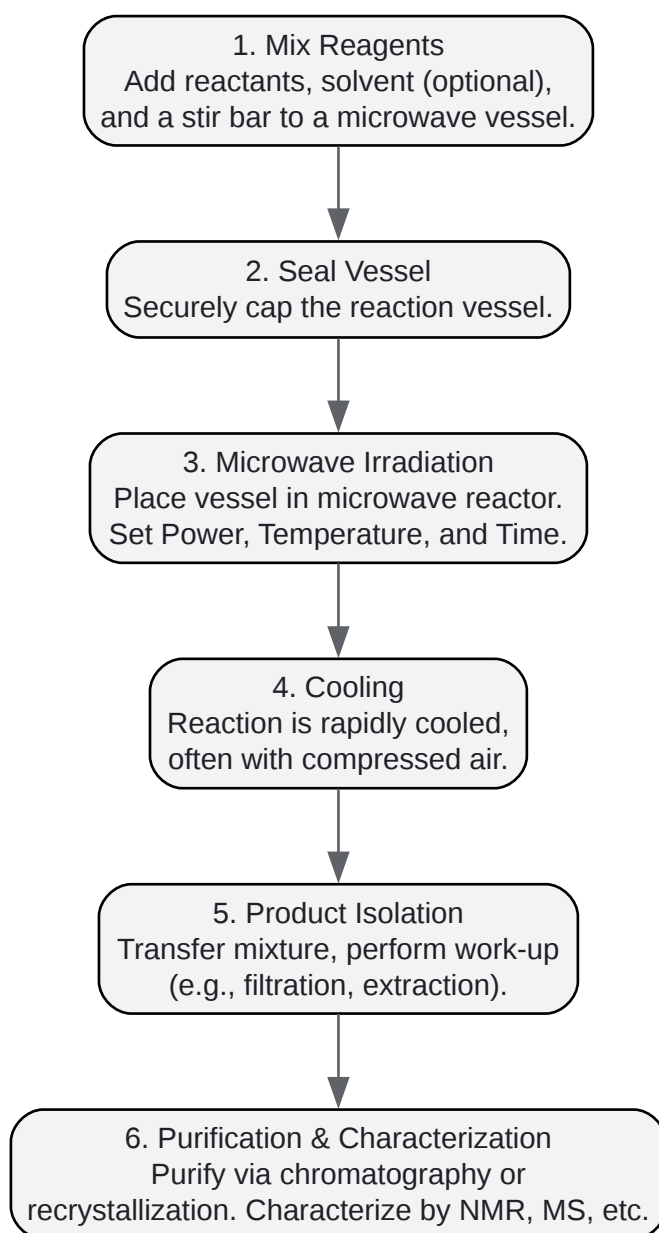 1. Mix Reagents
Add reactants, solvent (optional),
and a stir bar to a microwave vessel.
2. Seal Vessel
Securely cap the reaction vessel.
3. Microwave Irradiation
Place vessel in microwave reactor.
Set Power, Temperature, and Time.
4. Cooling
Reaction is rapidly cooled,
often with compressed air.
5. Product Isolation
Transfer mixture, perform work-up
(e.g., filtration, extraction).
6. Purification & Characterization
Purify via chromatography or
recrystallization. Characterize by NMR, MS, etc.